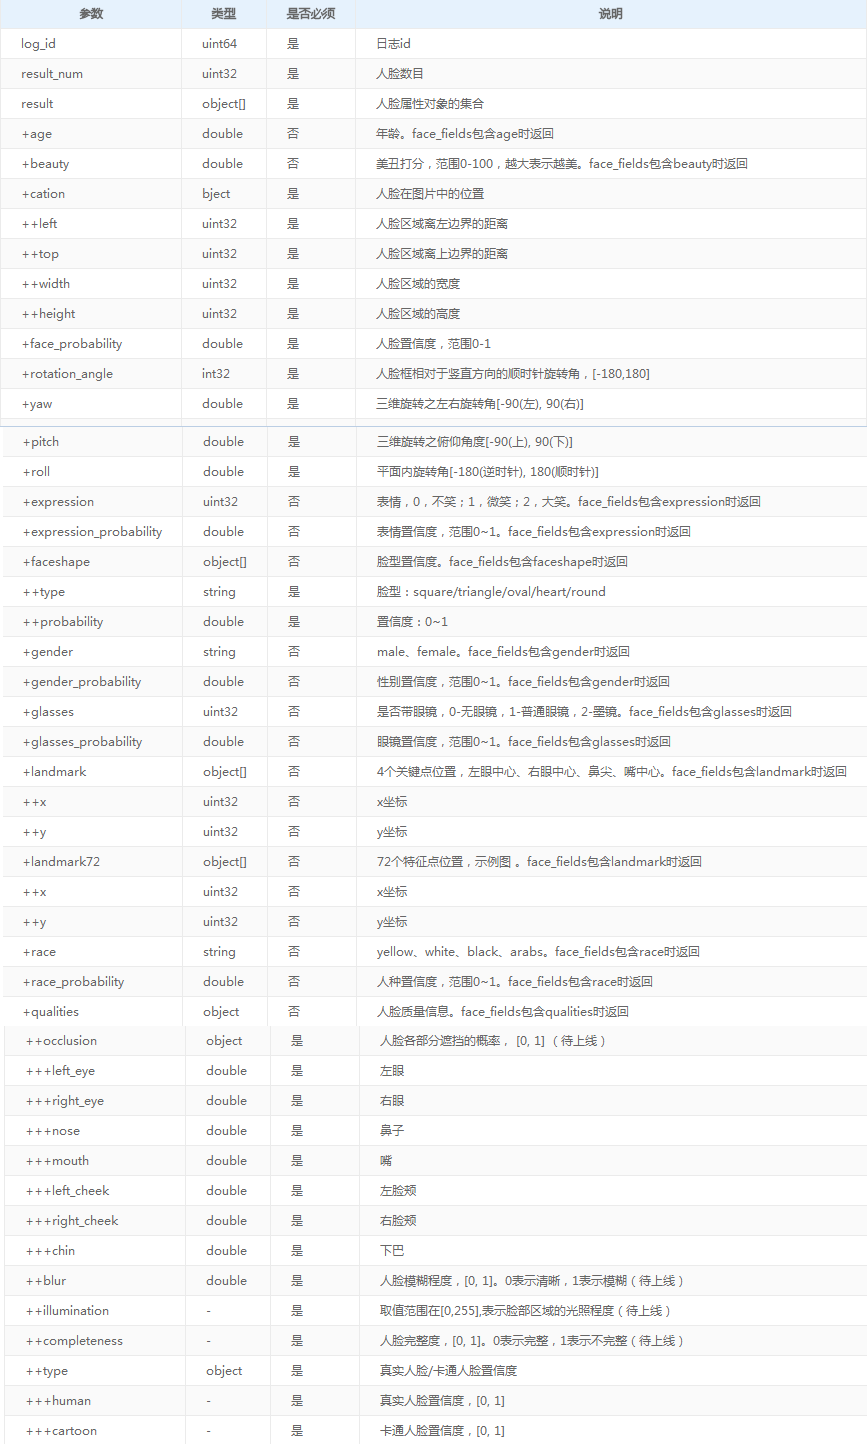 参数 类型 是否必须 说明
log_id uint64 是 日志id
result_num uint32 是 人脸数目
result object[] 是 人脸属性对象的集合
+age double 否 年龄。face_fields包含age时返回
+beauty double 否 美丑打分，范围0-100，越大表示越美。face_fields包含beauty时返回
+cation bject 是 人脸在图片中的位置
++left uint32 是 人脸区域离左边界的距离
++top uint32 是 人脸区域离上边界的距离
++width uint32 是 人脸区域的宽度
++height uint32 是 人脸区域的高度
+face_probability double 是 人脸置信度，范围0-1
+rotation_angle int32 是 人脸框相对于竖直方向的顺时针旋转角，[-180,180]
+yaw double 是 三维旋转之左右旋转角[-90(左), 90(右)]
+pitch double 是 三维旋转之俯仰角度[-90(上), 90(下)]
+roll double 是 平面内旋转角[-180(逆时针), 180(顺时针)]
+expression uint32 否 表情，0，不笑；1，微笑；2，大笑。face_fields包含expression时返回
+expression_probability double 否 表情置信度，范围0~1。face_fields包含expression时返回
+faceshape object[] 否 脸型置信度。face_fields包含faceshape时返回
++type string 是 脸型：square/triangle/oval/heart/round
++probability double 是 置信度：0~1
+gender string 否 male、female。face_fields包含gender时返回
+gender_probability double 否 性别置信度，范围0~1。face_fields包含gender时返回
+glasses uint32 否 是否带眼镜，0-无眼镜，1-普通眼镜，2-墨镜。face_fields包含glasses时返回
+glasses_probability double 否 眼镜置信度，范围0~1。face_fields包含glasses时返回
+landmark object[] 否 4个关键点位置，左眼中心、右眼中心、鼻尖、嘴中心。face_fields包含landmark时返回
++x uint32 否 x坐标
++y uint32 否 y坐标
+landmark72 object[] 否 72个特征点位置，示例图 。face_fields包含landmark时返回
++x uint32 否 x坐标
++y uint32 否 y坐标
+race string 否 yellow、white、black、arabs。face_fields包含race时返回
+race_probability double 否 人种置信度，范围0~1。face_fields包含race时返回
+qualities object 否 人脸质量信息。face_fields包含qualities时返回
++occlusion object 是 人脸各部分遮挡的概率， [0, 1] （待上线）
+++left_eye double 是 左眼
+++right_eye double 是 右眼
+++nose double 是 鼻子
+++mouth double 是 嘴
+++left_cheek double 是 左脸颊
+++right_cheek double 是 右脸颊
+++chin double 是 下巴
++blur double 是 人脸模糊程度，[0, 1]。0表示清晰，1表示模糊（待上线）
++illumination - 是 取值范围在[0,255],表示脸部区域的光照程度（待上线）
++completeness - 是 人脸完整度，[0, 1]。0表示完整，1表示不完整（待上线）
++type object 是 真实人脸/卡通人脸置信度
+++human - 是 真实人脸置信度，[0, 1]
+++cartoon - 是 卡通人脸置信度，[0, 1]